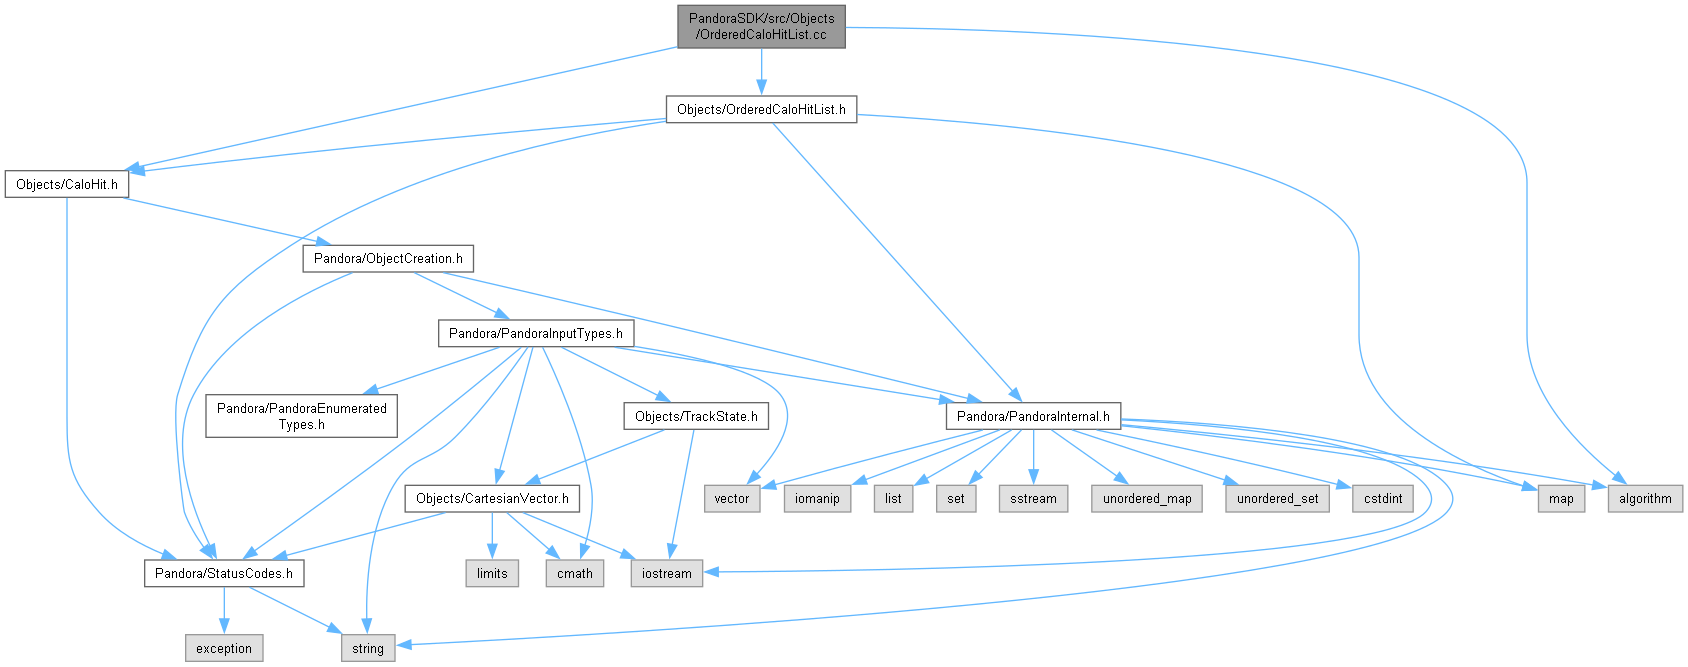 PandoraSDK/src/Objects
/OrderedCaloHitList.cc
Objects/OrderedCaloHitList.h
Objects/CaloHit.h
Pandora/ObjectCreation.h
Pandora/PandoraInputTypes.h
Pandora/PandoraEnumerated
Types.h
Objects/TrackState.h
Pandora/PandoraInternal.h
Objects/CartesianVector.h
vector
iomanip
list
set
sstream
unordered_map
unordered_set
cstdint
map
algorithm
Pandora/StatusCodes.h
limits
cmath
iostream
exception
string